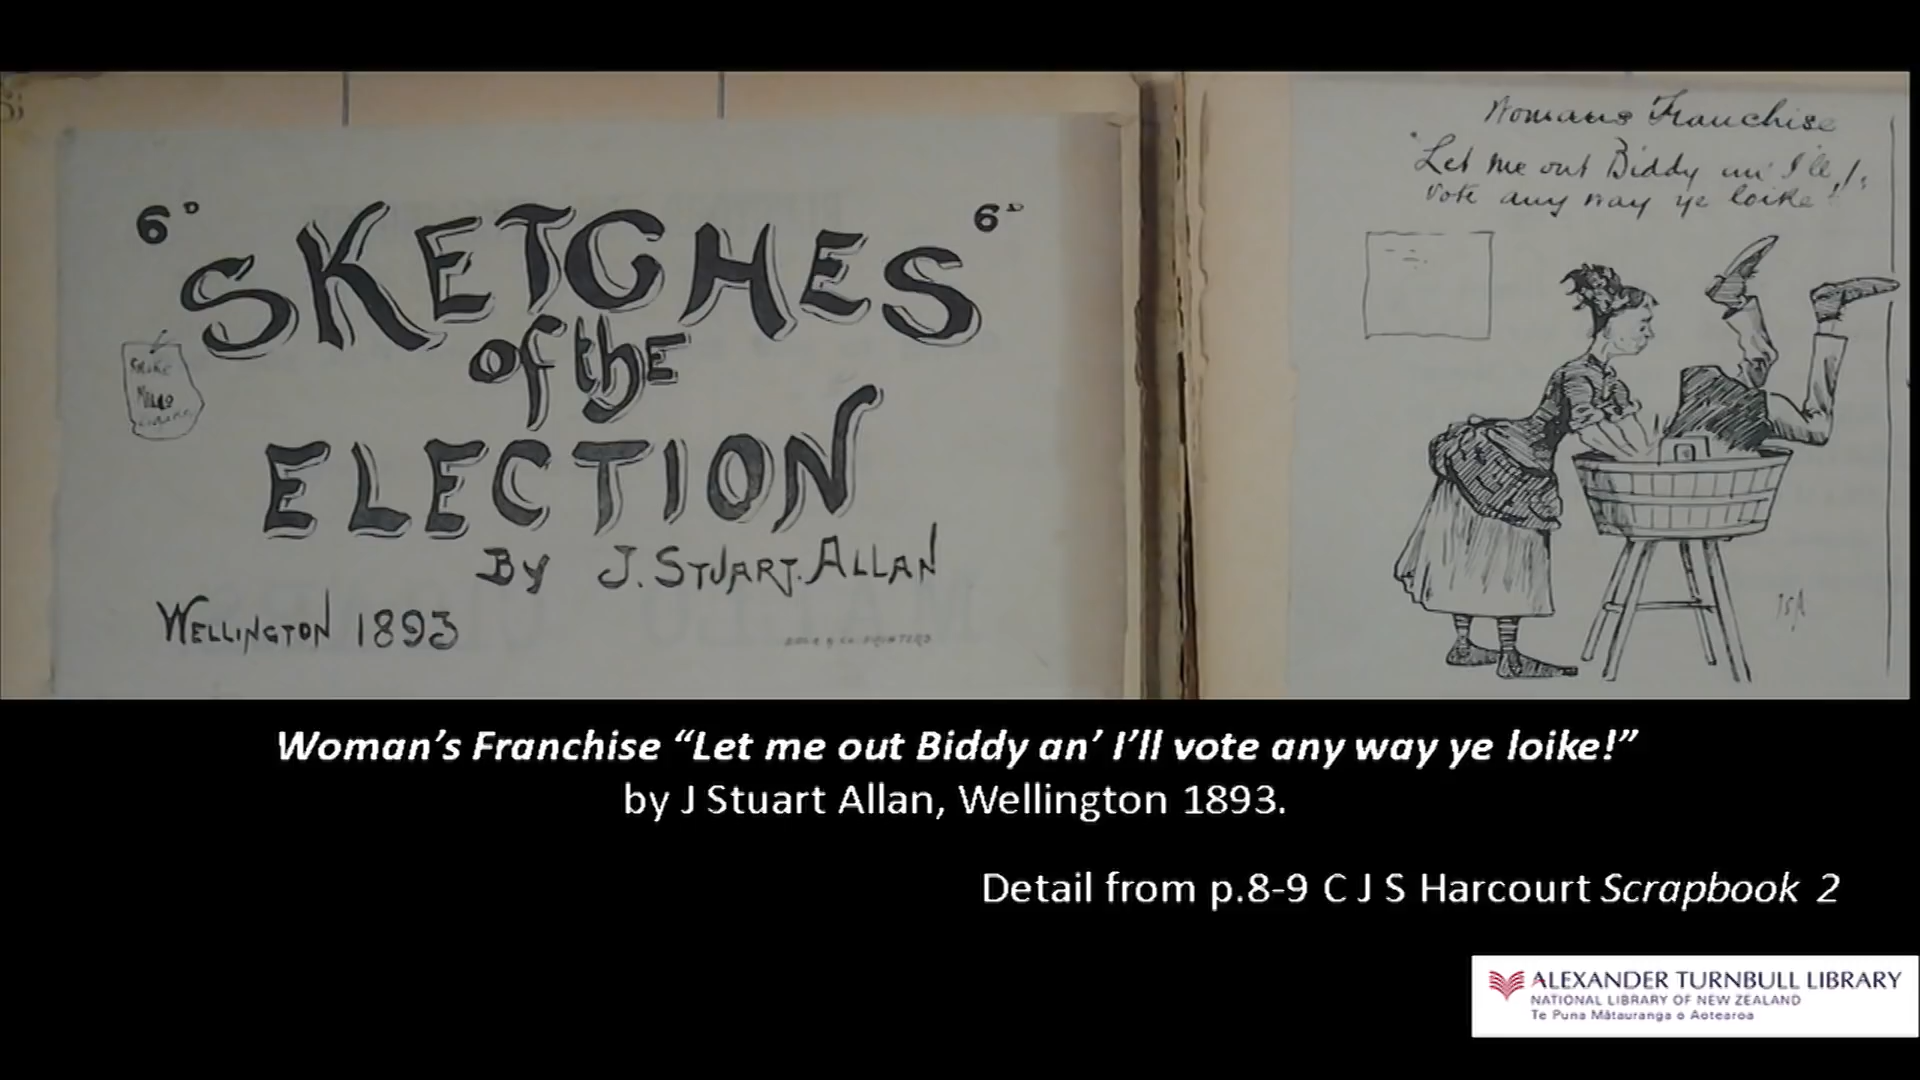 6D "SKETCHES" 6D
of the
ELECTION
By J. STUART. ALLAN
WELLINGTON 1893
Womans Franchise
"Let me out Biddy an' I'll
vote any way ye loike!"
JSA
Woman's Franchise "Let me out Biddy an' I'll vote any way ye loike!"
by J Stuart Allan, Wellington 1893.
Detail from p.8-9 C J S Harcourt Scrapbook 2
ALEXANDER TURNBULL LIBRARY
NATIONAL LIBRARY OF NEW ZEALAND
Te Puna Mātauranga o Aotearoa